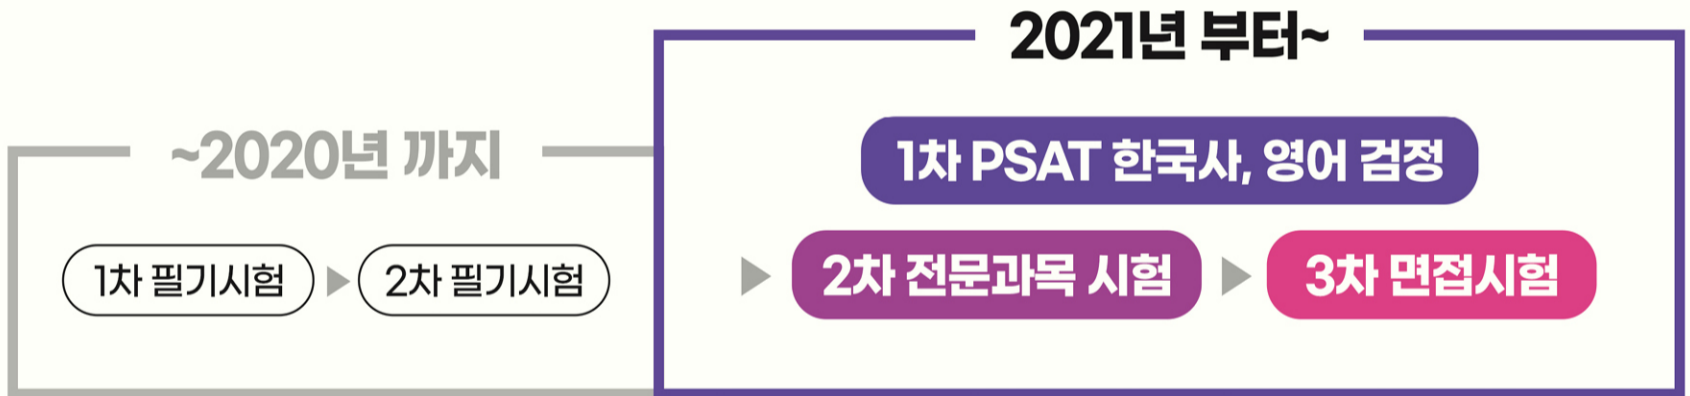 ~2020년 까지
1차 필기시험 ▶ 2차 필기시험
2021년 부터~
1차 PSAT 한국사, 영어 검정
▶ 2차 전문과목 시험 ▶ 3차 면접시험